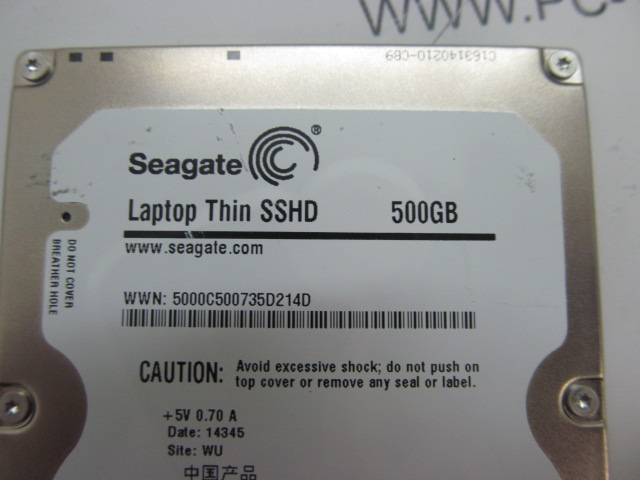 WWW.PC-
C163140210-CB9
Seagate®
Laptop Thin SSHD 500GB
www.seagate.com
DO NOT COVER
BREATHER HOLE
WWN: 5000C500735D214D
CAUTION: Avoid excessive shock; do not push on
top cover or remove any seal or label.
+5V 0.70 A
Date: 14345
Site: WU
中国产品